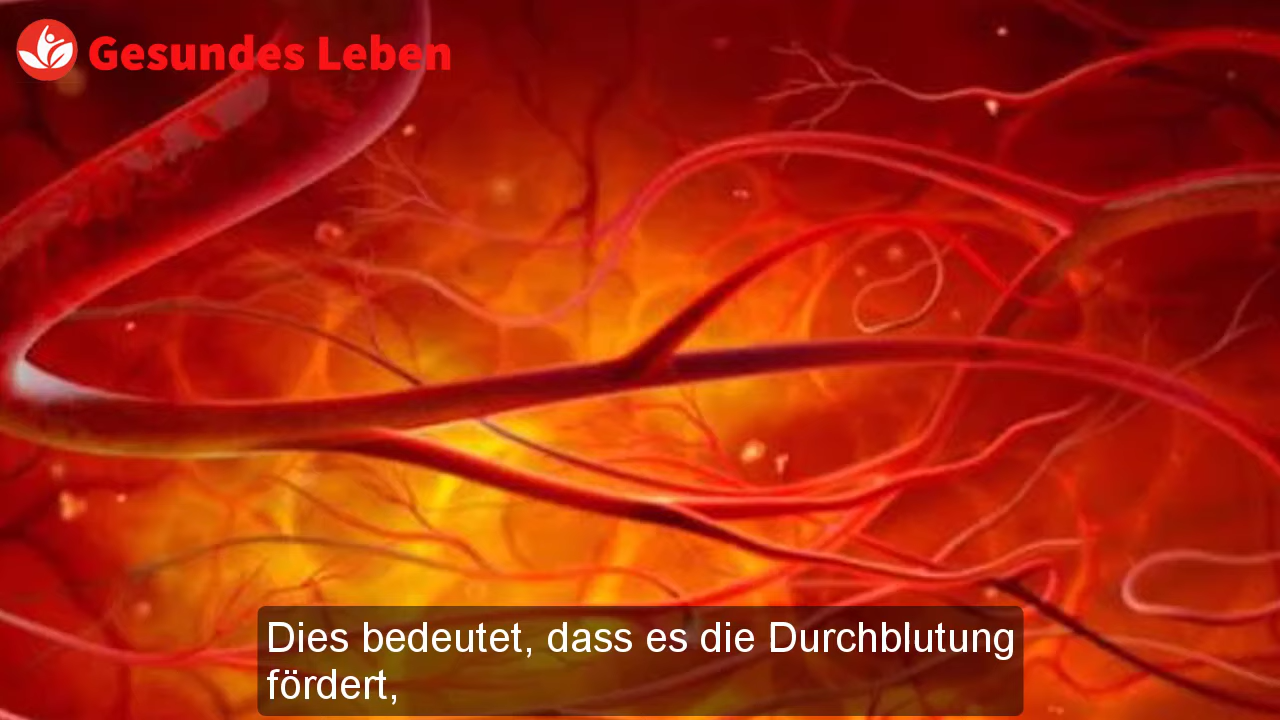 Gesundes Leben
Dies bedeutet, dass es die Durchblutung
fördert,